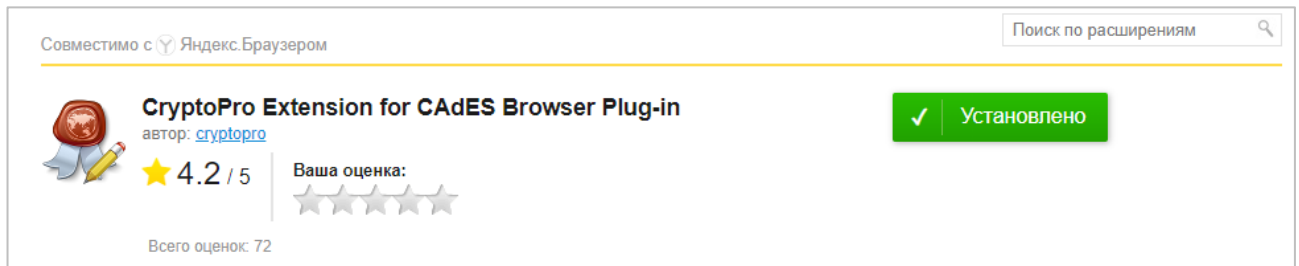 Поиск по расширениям
Совместимо с Яндекс.Браузером
CryptoPro Extension for CAdES Browser Plug-in
Установлено
автор: cryptopro
4.2 / 5
Ваша оценка:
Всего оценок: 72